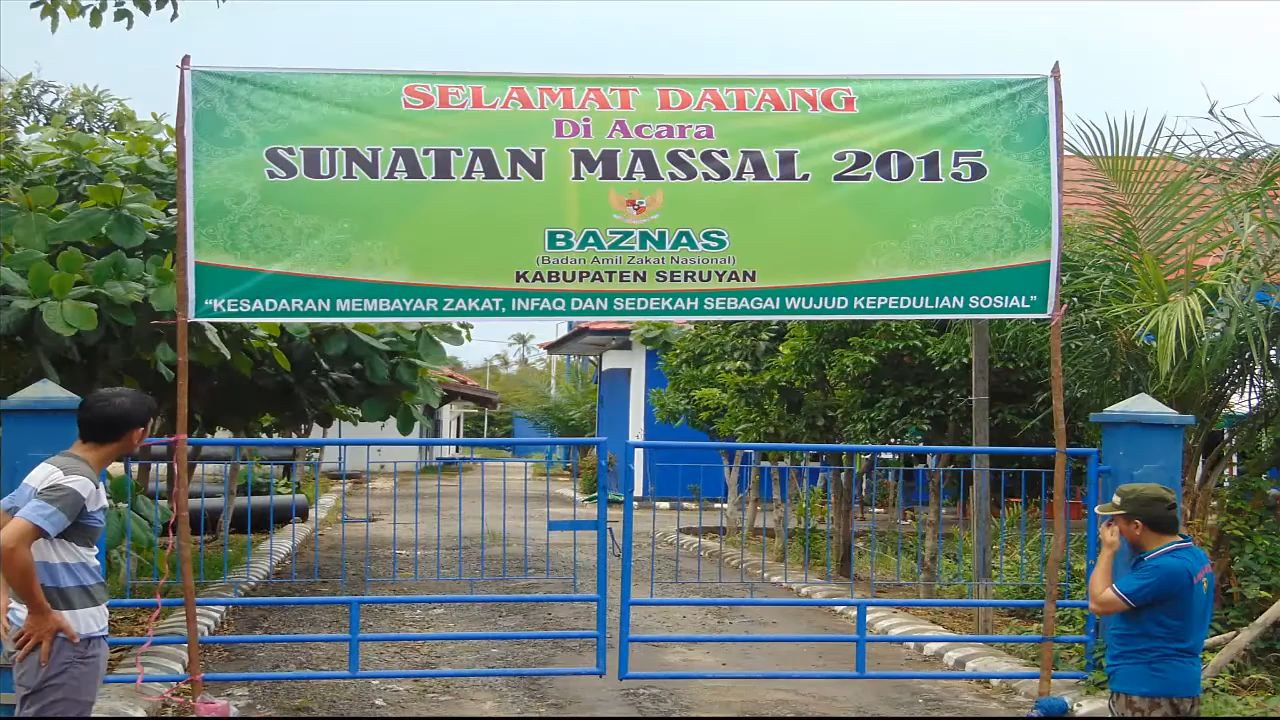 SELAMAT DATANG
Di Acara
SUNATAN MASSAL 2015
BAZNAS
(Badan Amil Zakat Nasional)
KABUPATEN SERUYAN
"KESADARAN MEMBAYAR ZAKAT, INFAQ DAN SEDEKAH SEBAGAI WUJUD KEPEDULIAN SOSIAL"